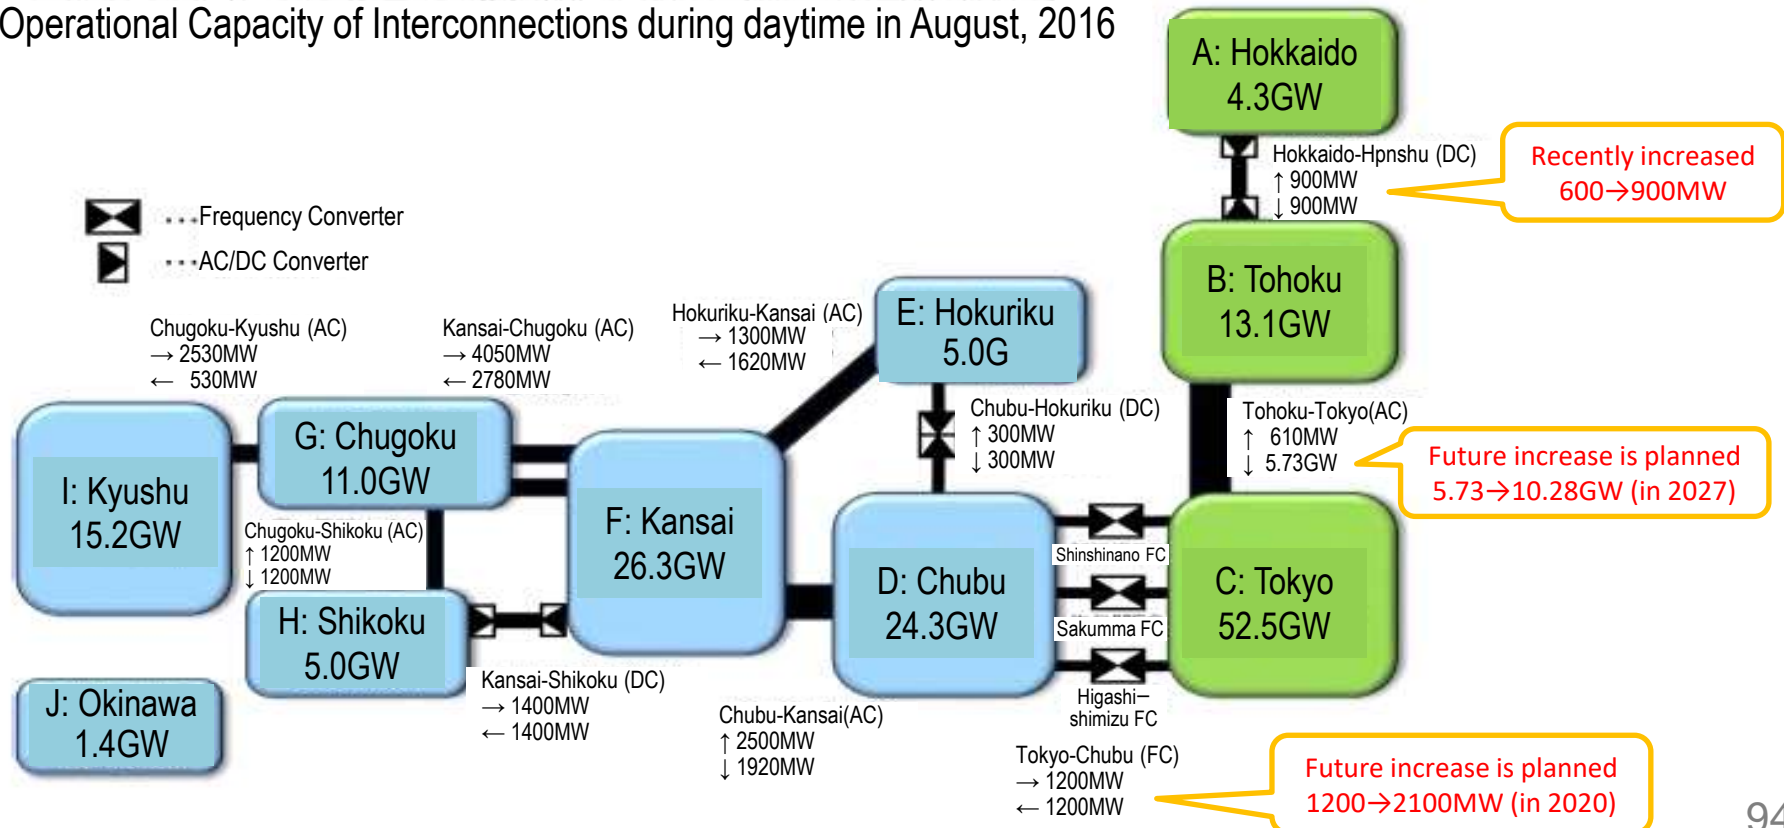 Operational Capacity of Interconnections during daytime in August, 2016
A: Hokkaido
4.3GW
Hokkaido-Hpnshu (DC)
↑ 900MW
↓ 900MW
Recently increased
600→900MW
···Frequency Converter
···AC/DC Converter
B: Tohoku
13.1GW
Chugoku-Kyushu (AC)
→ 2530MW
← 530MW
Kansai-Chugoku (AC)
→ 4050MW
← 2780MW
Hokuriku-Kansai (AC)
→ 1300MW
← 1620MW
E: Hokuriku
5.0G
Chubu-Hokuriku (DC)
↑ 300MW
↓ 300MW
Tohoku-Tokyo(AC)
↑ 610MW
↓ 5.73GW
Future increase is planned
5.73→10.28GW (in 2027)
I: Kyushu
15.2GW
G: Chugoku
11.0GW
Chugoku-Shikoku (AC)
↑ 1200MW
↓ 1200MW
F: Kansai
26.3GW
D: Chubu
24.3GW
Shinshinano FC
Sakumma FC
Higashi–
shimizu FC
C: Tokyo
52.5GW
H: Shikoku
5.0GW
J: Okinawa
1.4GW
Kansai-Shikoku (DC)
→ 1400MW
← 1400MW
Chubu-Kansai(AC)
↑ 2500MW
↓ 1920MW
Tokyo-Chubu (FC)
→ 1200MW
← 1200MW
Future increase is planned
1200→2100MW (in 2020)
94